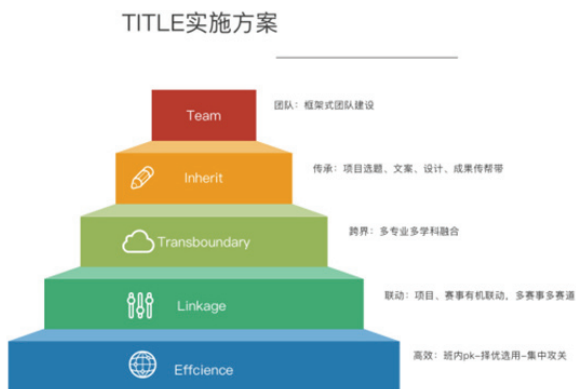 TITLE实施方案
Team
团队：框架式团队建设
Inherit
传承：项目选题、文案、设计、成果传帮带
Transboundary
跨界：多专业多学科融合
Linkage
联动：项目、赛事有机联动，多赛事多赛道
Effcience
高效：班内pk-择优选用-集中攻关